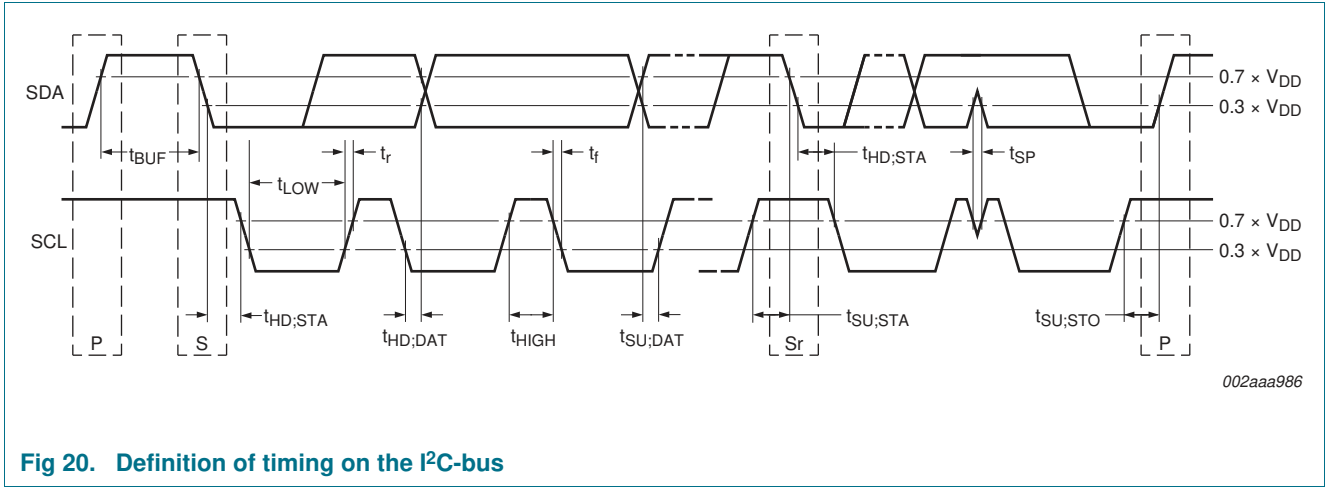 SDA
0.7 × VDD
0.3 × VDD
tBUF
tLOW
tr
tf
tHD;STA
tSP
SCL
0.7 × VDD
0.3 × VDD
tHD;STA
tHD;DAT
tHIGH
tSU;DAT
tSU;STA
tSU;STO
P
S
Sr
P
002aaa986
Fig 20. Definition of timing on the I²C-bus